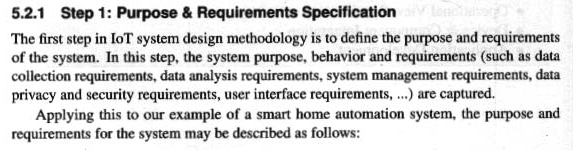 5.2.1 Step 1: Purpose & Requirements Specification
The first step in IoT system design methodology is to define the purpose and requirements
of the system. In this step, the system purpose, behavior and requirements (such as data
collection requirements, data analysis requirements, system management requirements, data
privacy and security requirements, user interface requirements, ...) are captured.
Applying this to our example of a smart home automation system, the purpose and
requirements for the system may be described as follows: